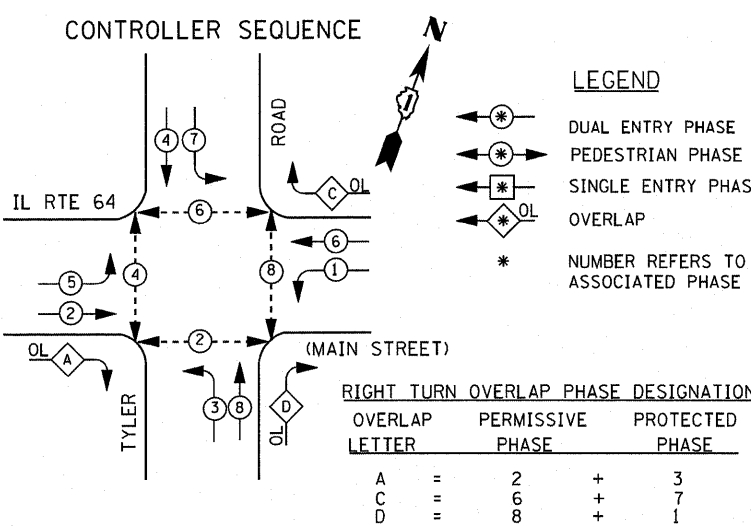 CONTROLLER SEQUENCE
N
LEGEND
* DUAL ENTRY PHASE
* PEDESTRIAN PHASE
* SINGLE ENTRY PHAS
* OL OVERLAP
* NUMBER REFERS TO
ASSOCIATED PHASE
4 7
ROAD
C OL
IL RTE 64
6
6
5
4
8
1
2
2
(MAIN STREET)
OL A
TYLER
3 8
D
OL
RIGHT TURN OVERLAP PHASE DESIGNATION
OVERLAP PERMISSIVE PROTECTED
LETTER PHASE PHASE
A = 2 + 3
C = 6 + 7
D = 8 + 1